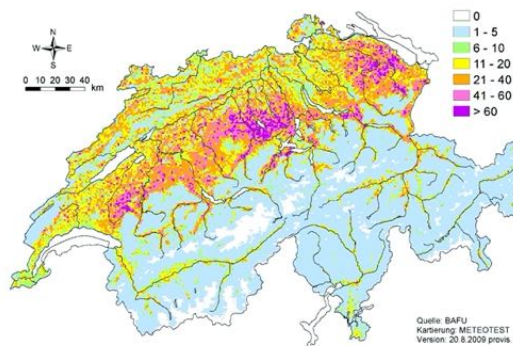 N
W E
S
0 10 20 30 40
km
0
1 - 5
6 - 10
11 - 20
21 - 40
41 - 60
> 60
Quelle: BAFU
Kartierung: METEOTEST
Version: 20.8.2009 provis.